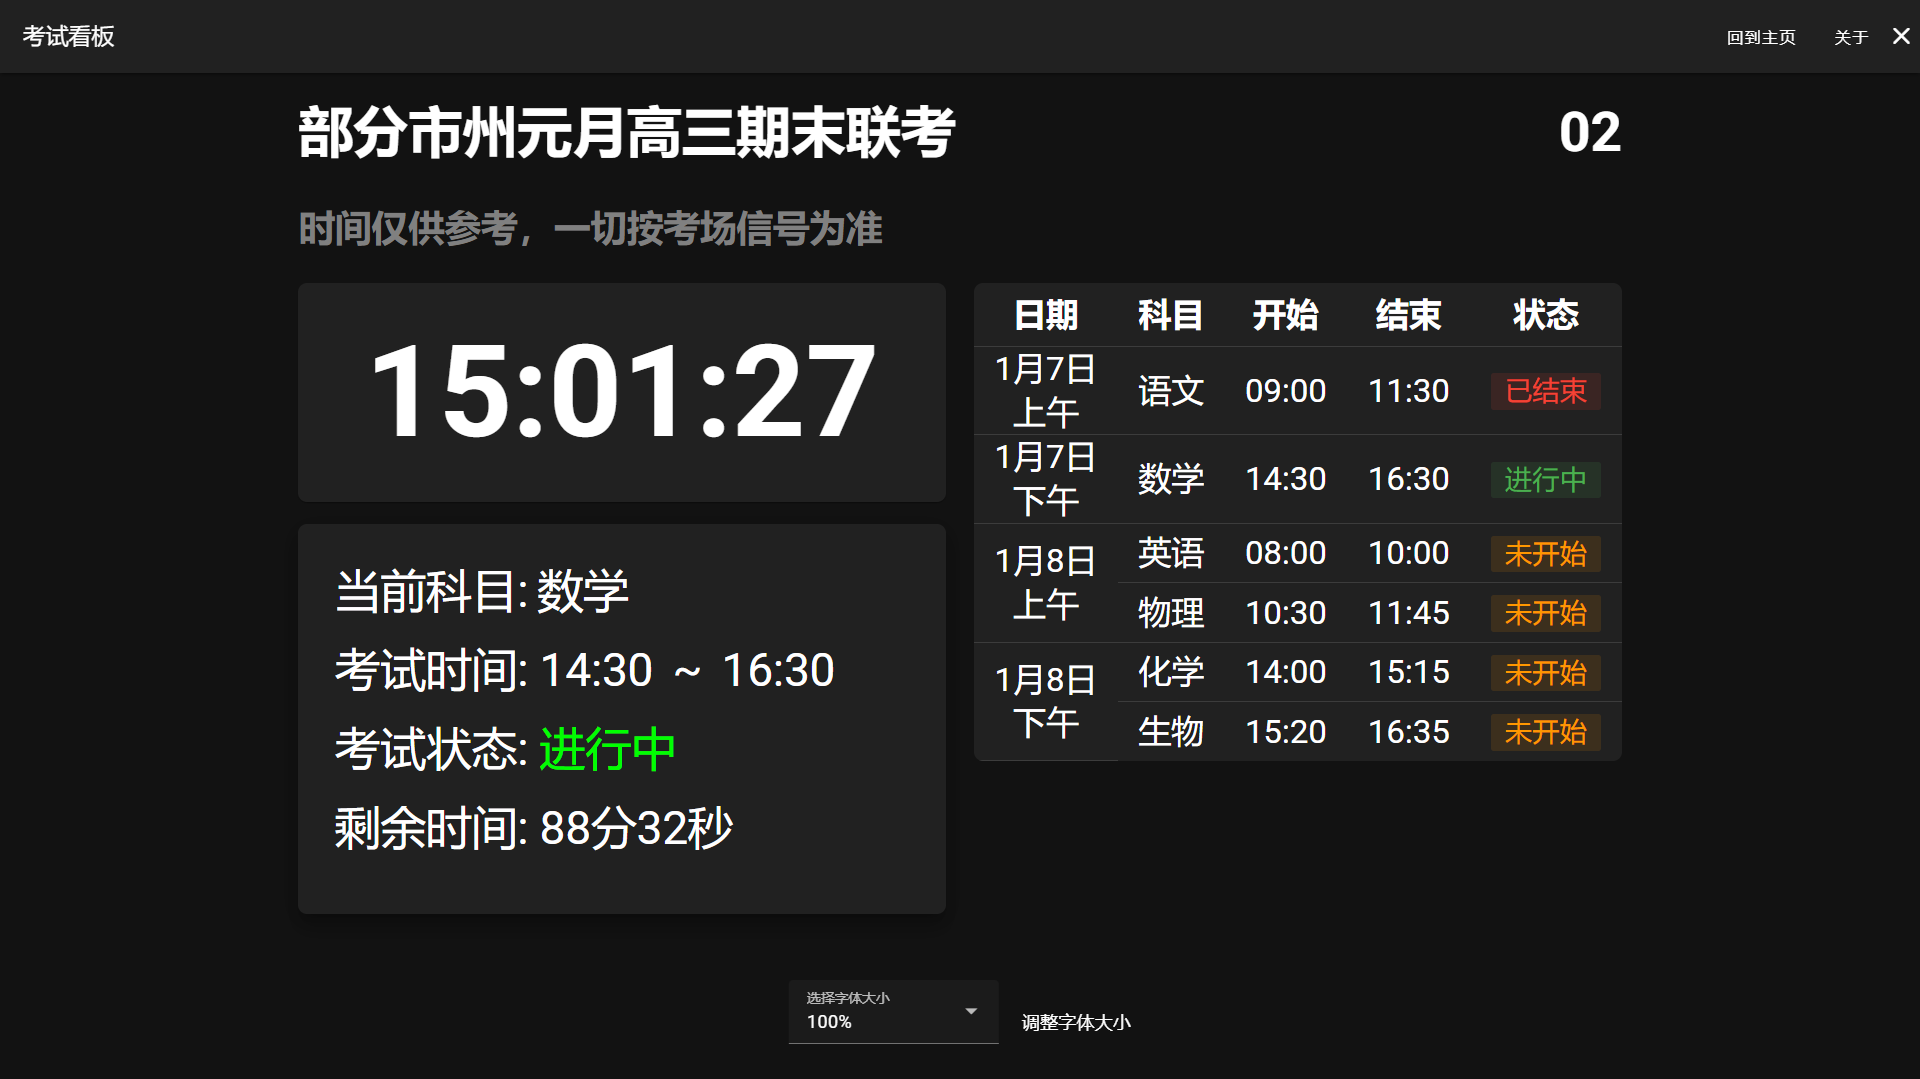 考试看板
回到主页 关于
部分市州元月高三期末联考 02
时间仅供参考，一切按考场信号为准
15:01:27
当前科目: 数学
考试时间: 14:30 ~ 16:30
考试状态: 进行中
剩余时间: 88分32秒
日期 科目 开始 结束 状态
1月7日
上午 语文 09:00 11:30 已结束
1月7日
下午 数学 14:30 16:30 进行中
1月8日
上午
英语 08:00 10:00 未开始
物理 10:30 11:45 未开始
1月8日
下午
化学 14:00 15:15 未开始
生物 15:20 16:35 未开始
选择字体大小
100%
调整字体大小